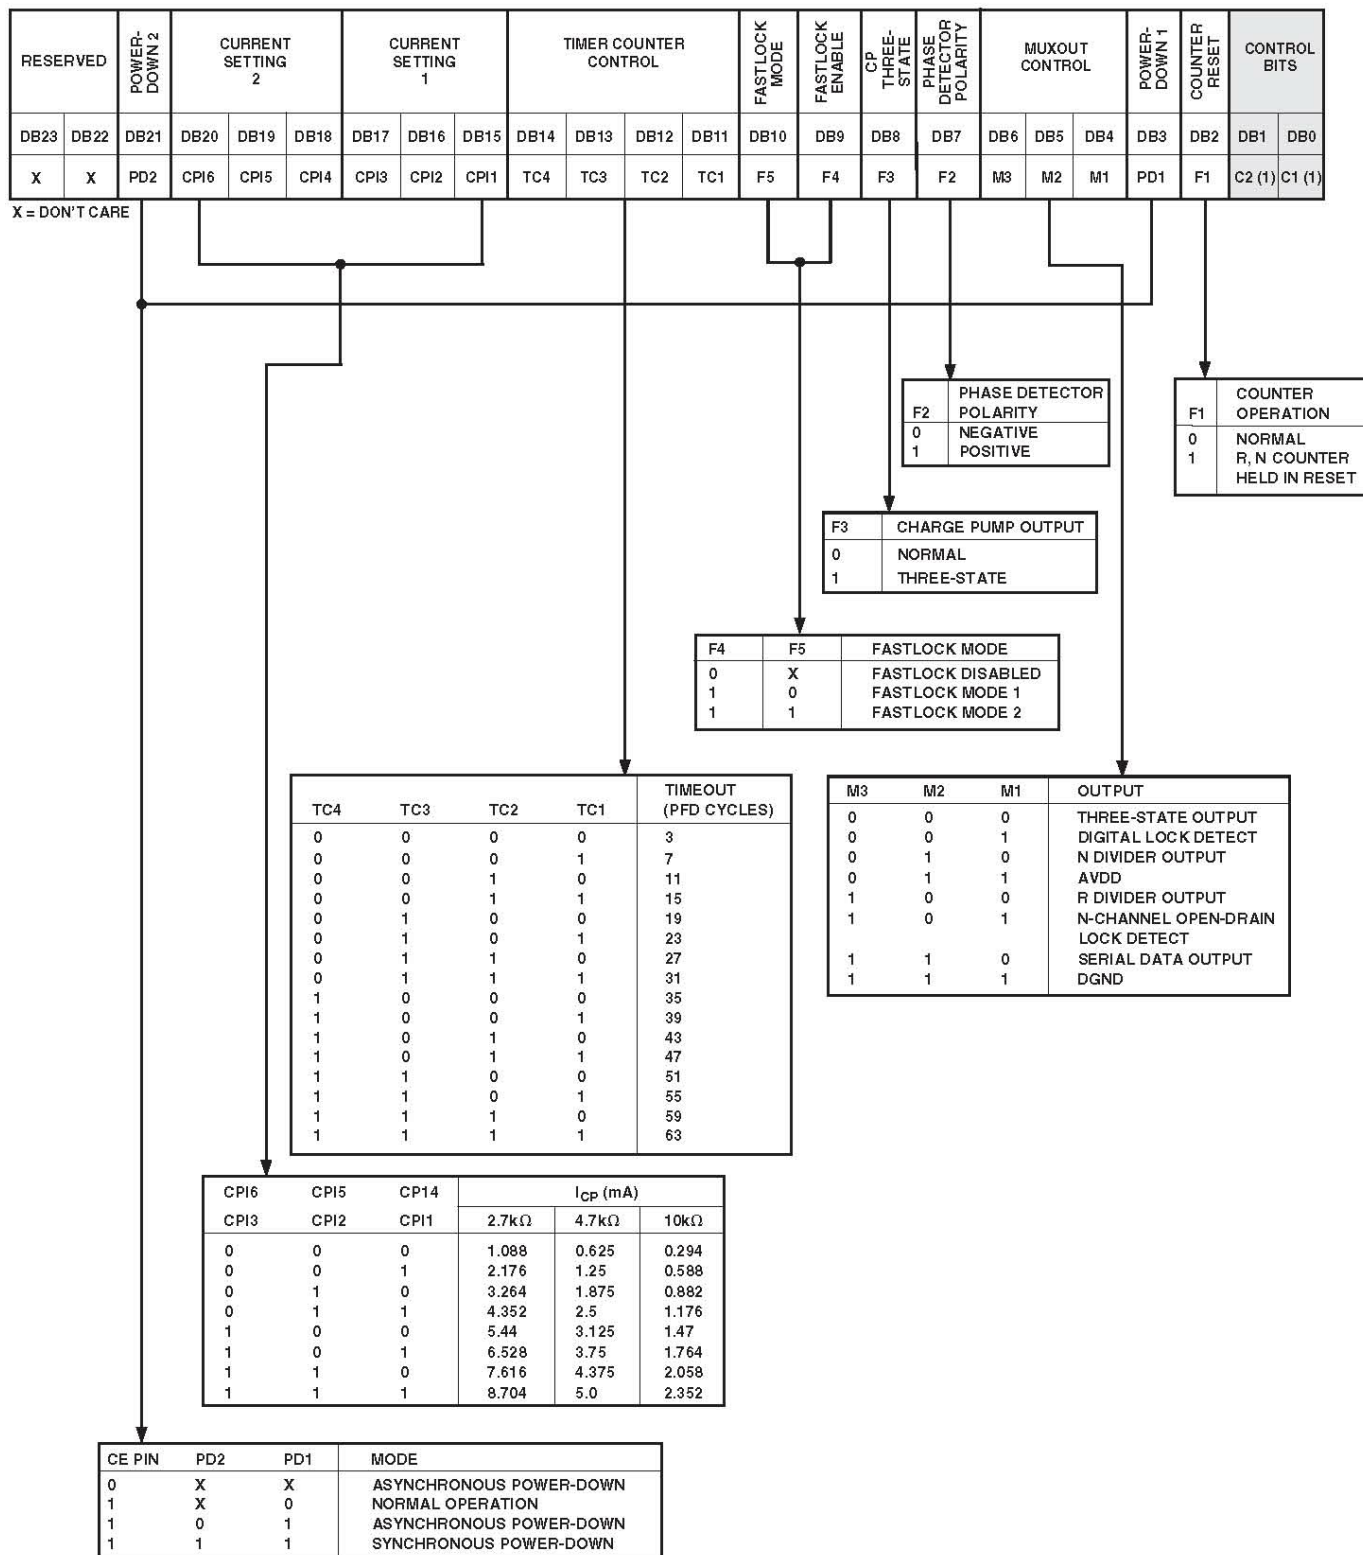 RESERVED POWER-DOWN 2 CURRENT SETTING 2 CURRENT SETTING 1 TIMER COUNTER CONTROL FASTLOCK MODE FASTLOCK ENABLE CP THREE-STATE PHASE DETECTOR POLARITY MUXOUT CONTROL POWER-DOWN 1 COUNTER RESET CONTROL BITS
DB23 DB22 DB21 DB20 DB19 DB18 DB17 DB16 DB15 DB14 DB13 DB12 DB11 DB10 DB9 DB8 DB7 DB6 DB5 DB4 DB3 DB2 DB1 DB0
X X PD2 CPI6 CPI5 CPI4 CPI3 CPI2 CPI1 TC4 TC3 TC2 TC1 F5 F4 F3 F2 M3 M2 M1 PD1 F1 C2 (1) C1 (1)
X = DON'T CARE
PHASE DETECTOR
F2 POLARITY
0 NEGATIVE
1 POSITIVE
COUNTER
F1 OPERATION
0 NORMAL
1 R, N COUNTER
HELD IN RESET
F3 CHARGE PUMP OUTPUT
0 NORMAL
1 THREE-STATE
F4 F5 FASTLOCK MODE
0 X FASTLOCK DISABLED
1 0 FASTLOCK MODE 1
1 1 FASTLOCK MODE 2
TIMEOUT
TC4 TC3 TC2 TC1 (PFD CYCLES)
0 0 0 0 3
0 0 0 1 7
0 0 1 0 11
0 0 1 1 15
0 1 0 0 19
0 1 0 1 23
0 1 1 0 27
0 1 1 1 31
1 0 0 0 35
1 0 0 1 39
1 0 1 0 43
1 0 1 1 47
1 1 0 0 51
1 1 0 1 55
1 1 1 0 59
1 1 1 1 63
M3 M2 M1 OUTPUT
0 0 0 THREE-STATE OUTPUT
0 0 1 DIGITAL LOCK DETECT
0 1 0 N DIVIDER OUTPUT
0 1 1 AVDD
1 0 0 R DIVIDER OUTPUT
1 0 1 N-CHANNEL OPEN-DRAIN
LOCK DETECT
1 1 0 SERIAL DATA OUTPUT
1 1 1 DGND
CPI6 CPI5 CP14 ICP (mA)
CPI3 CPI2 CPI1 2.7kΩ 4.7kΩ 10kΩ
0 0 0 1.088 0.625 0.294
0 0 1 2.176 1.25 0.588
0 1 0 3.264 1.875 0.882
0 1 1 4.352 2.5 1.176
1 0 0 5.44 3.125 1.47
1 0 1 6.528 3.75 1.764
1 1 0 7.616 4.375 2.058
1 1 1 8.704 5.0 2.352
CE PIN PD2 PD1 MODE
0 X X ASYNCHRONOUS POWER-DOWN
1 X 0 NORMAL OPERATION
1 0 1 ASYNCHRONOUS POWER-DOWN
1 1 1 SYNCHRONOUS POWER-DOWN